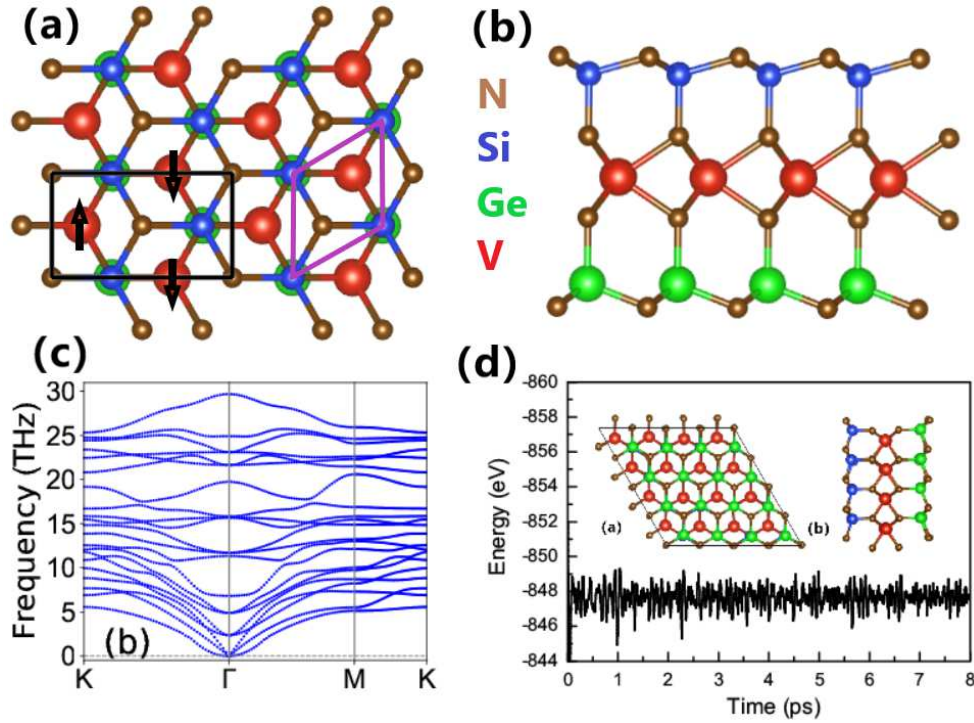 (a)
(b)
N
Si
Ge
V
(c)
Frequency (THz)
30
25
20
15
10
5
0
(b)
K
Γ
M
K
(d)
Energy (eV)
-860
-858
-857
-854
-852
-850
-848
-846
-844
(a)
(b)
0
1
2
3
4
5
6
7
8
Time (ps)